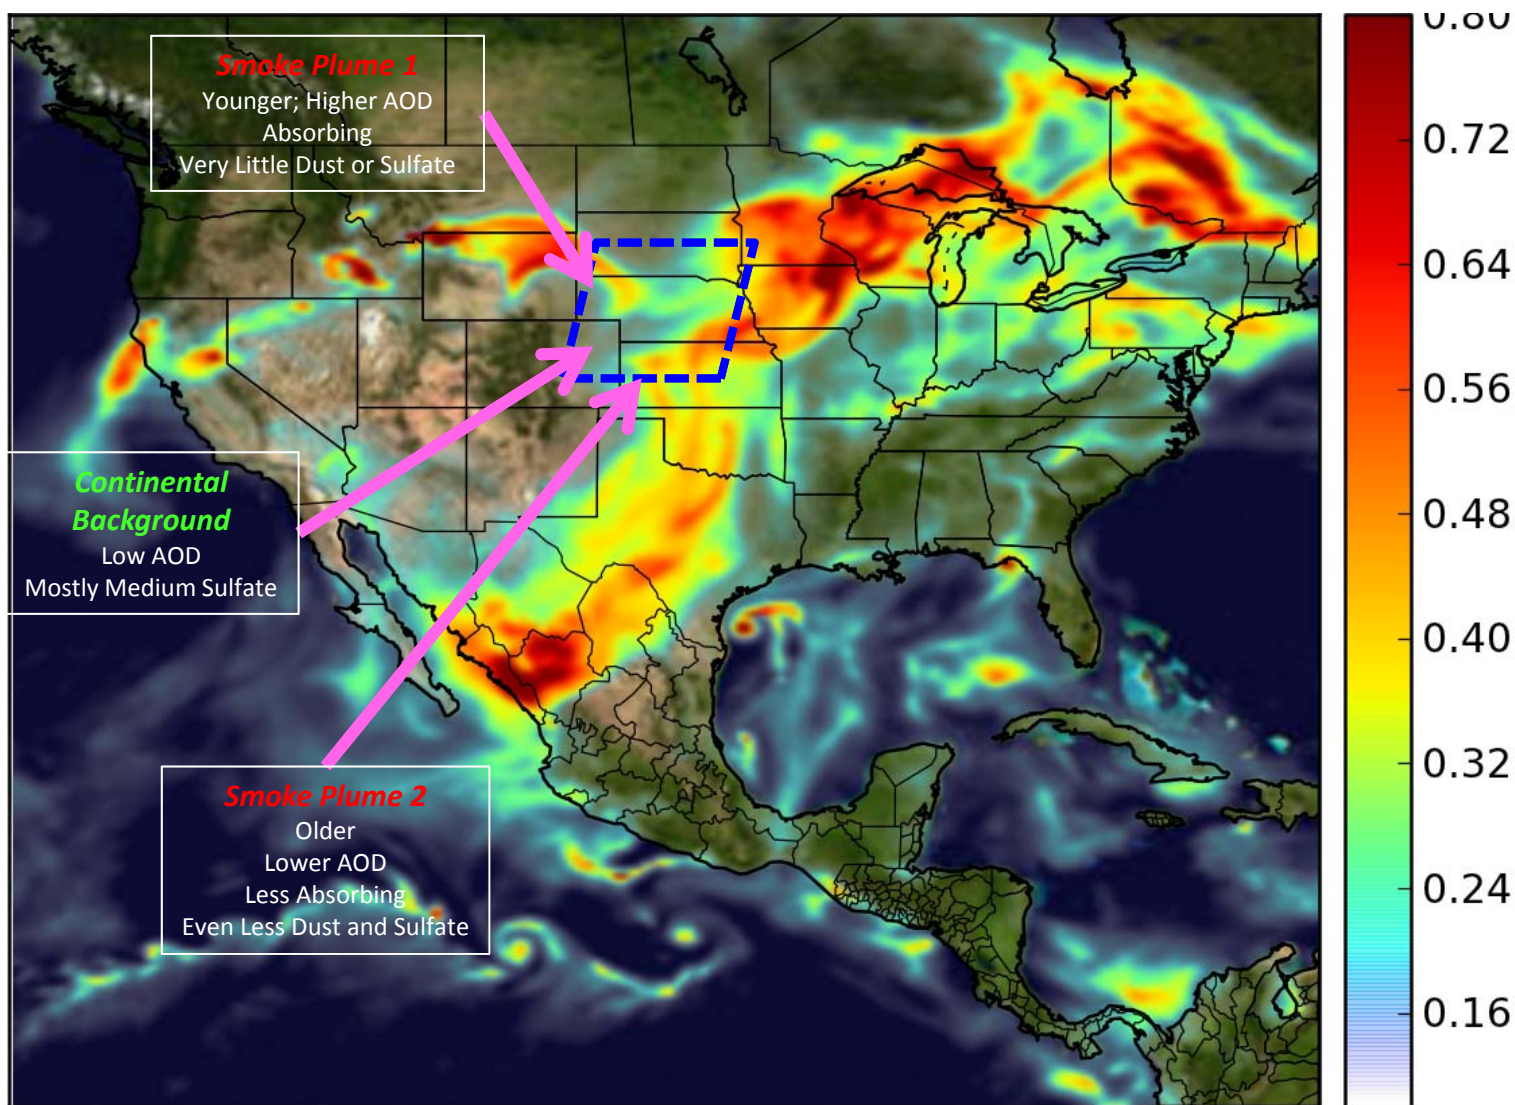 Smoke Plume 1
Younger; Higher AOD
Absorbing
Very Little Dust or Sulfate
Continental
Background
Low AOD
Mostly Medium Sulfate
Smoke Plume 2
Older
Lower AOD
Less Absorbing
Even Less Dust and Sulfate
0.80
0.72
0.64
0.56
0.48
0.40
0.32
0.24
0.16